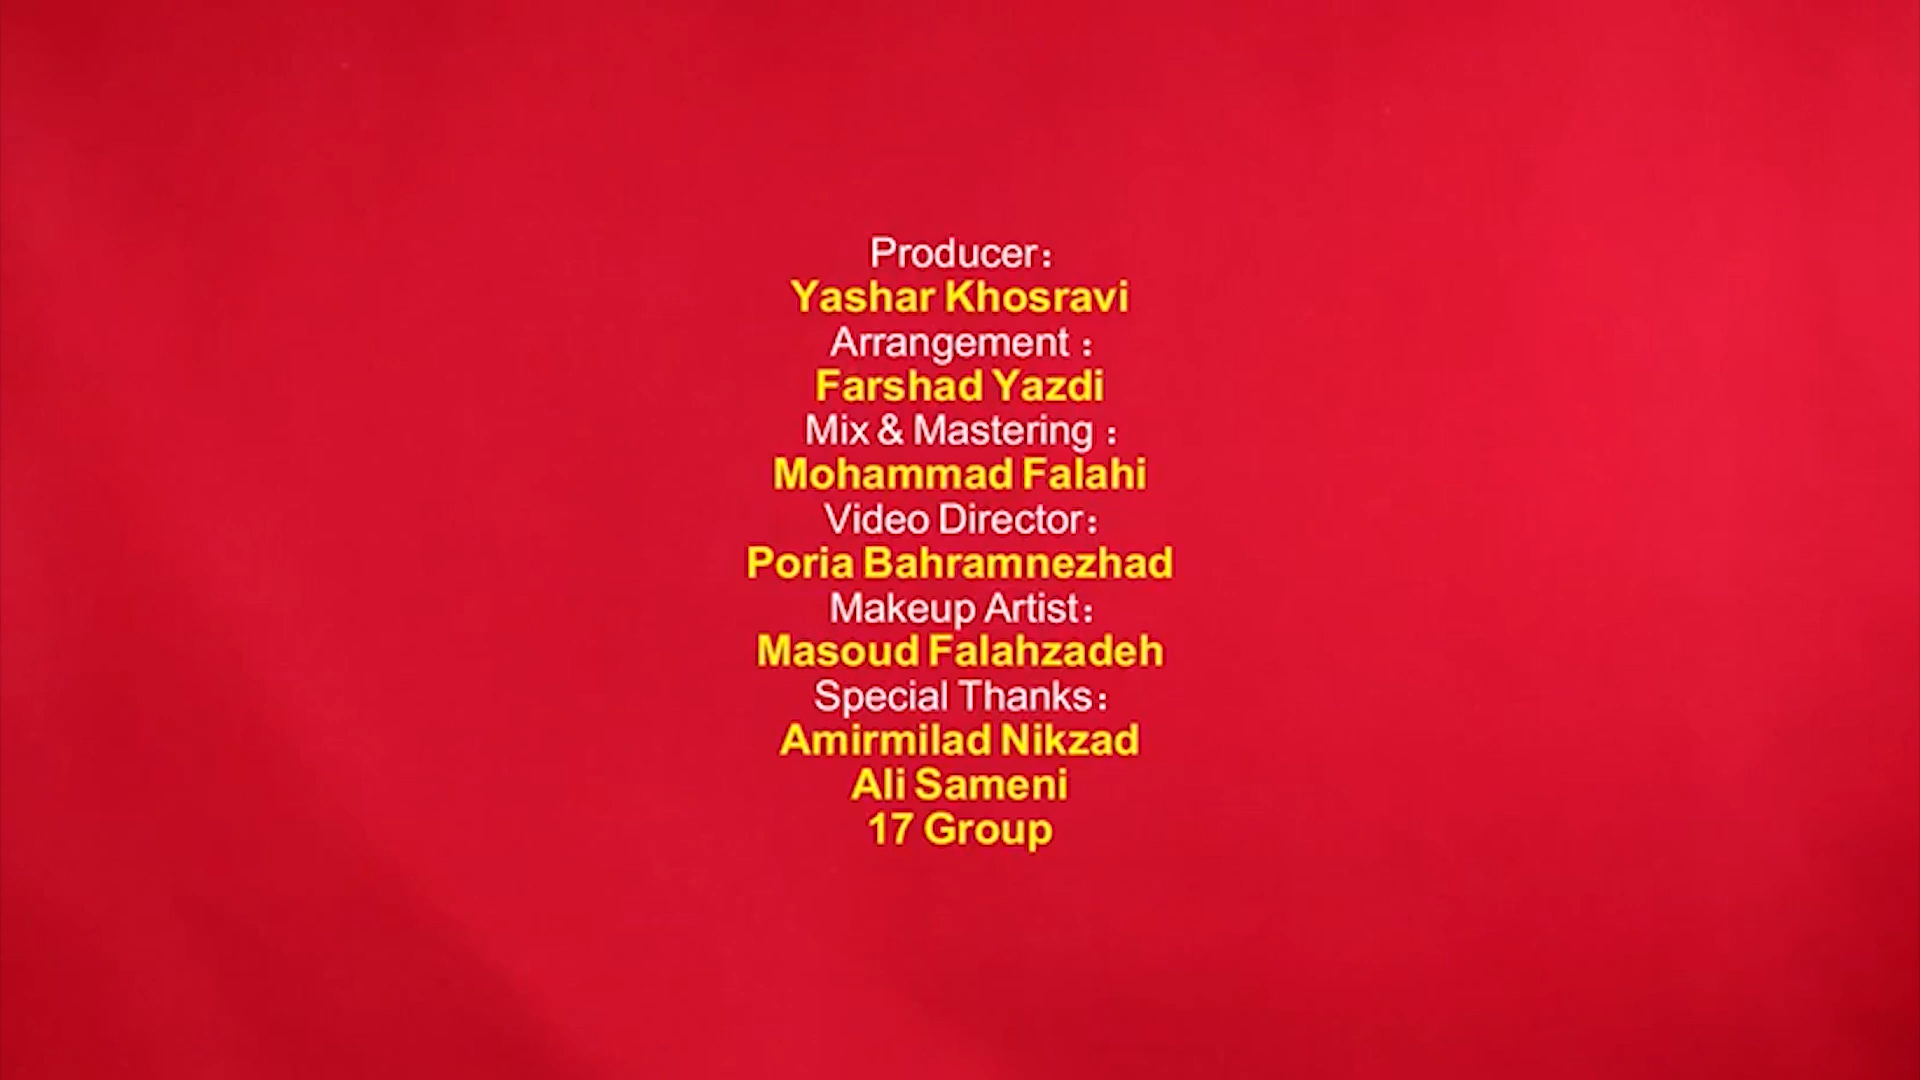 Producer:
Yashar Khosravi
Arrangement :
Farshad Yazdi
Mix & Mastering :
Mohammad Falahi
Video Director:
Poria Bahramnezhad
Makeup Artist:
Masoud Falahzadeh
Special Thanks:
Amirmilad Nikzad
Ali Sameni
17 Group